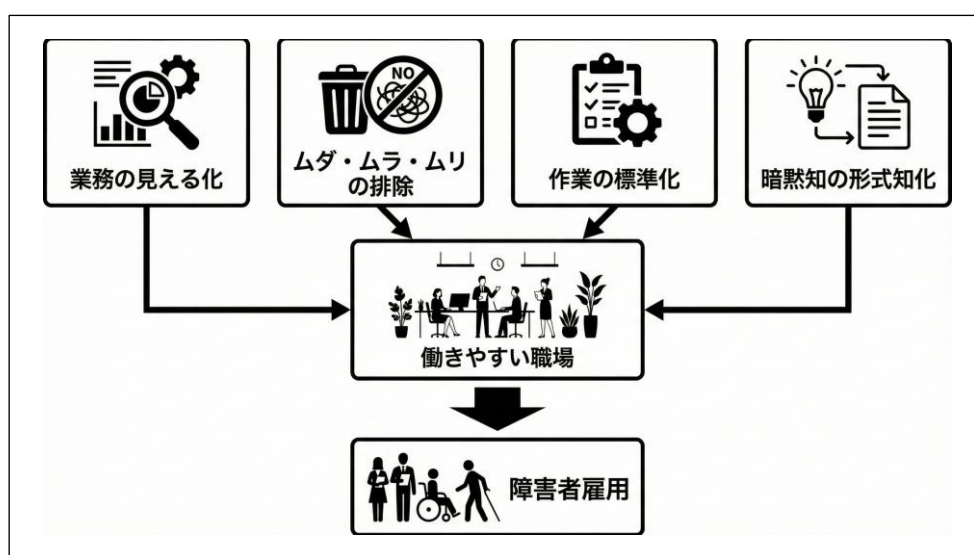 業務の見える化
NO
ムダ・ムラ・ムリ
の排除
作業の標準化
暗黙知の形式知化
働きやすい職場
障害者雇用